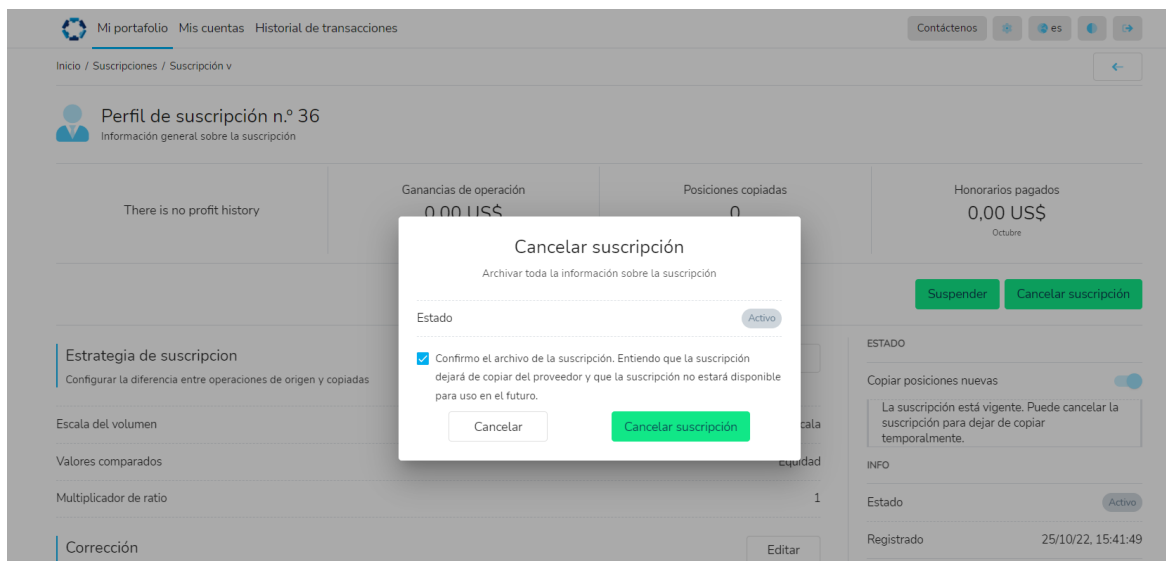 Mi portafolio Mis cuentas Historial de transacciones Contáctenos es
Inicio / Suscripciones / Suscripción v
Perfil de suscripción n.º 36
Información general sobre la suscripción
There is no profit history
Ganancias de operación
0,00 US$
Posiciones copiadas
0
Honorarios pagados
0,00 US$
Octubre
Suspender Cancelar suscripción
Cancelar suscripción
Archivar toda la información sobre la suscripción
Estado Activo
Confirmo el archivo de la suscripción. Entiendo que la suscripción
dejará de copiar del proveedor y que la suscripción no estará disponible
para uso en el futuro.
Cancelar Cancelar suscripción
Estrategia de suscripcion
Configurar la diferencia entre operaciones de origen y copiadas
Escala del volumen
Valores comparados Equidad
Multiplicador de ratio 1
Corrección Editar
ESTADO
Copiar posiciones nuevas
La suscripción está vigente. Puede cancelar la
suscripción para dejar de copiar
temporalmente.
INFO
Estado Activo
Registrado 25/10/22, 15:41:49